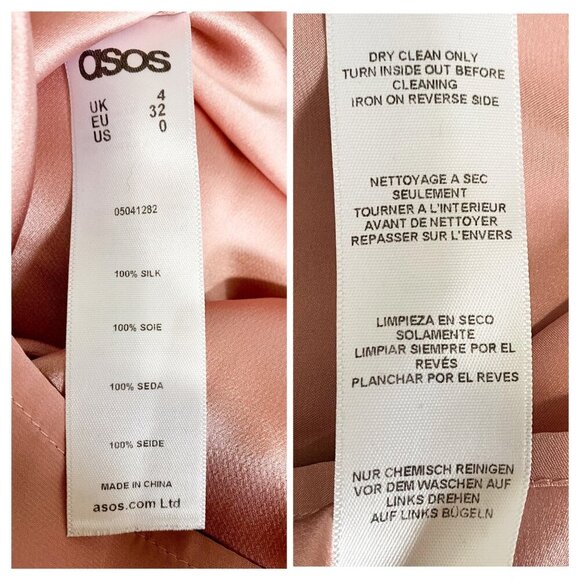 asos
UK 4
EU 32
US 0
05041282
100% SILK
100% SOIE
100% SEDA
100% SEIDE
MADE IN CHINA
asos.com Ltd
DRY CLEAN ONLY
TURN INSIDE OUT BEFORE
CLEANING
IRON ON REVERSE SIDE
NETTOYAGE A SEC
SEULEMENT
TOURNER A L'INTERIEUR
AVANT DE NETTOYER
REPASSER SUR L'ENVERS
LIMPIEZA EN SECO
SOLAMENTE
LIMPIAR SIEMPRE POR EL
REVÉS
PLANCHAR POR EL REVES
NUR CHEMISCH REINIGEN
VOR DEM WASCHEN AUF
LINKS DREHEN
AUF LINKS BÜGELN